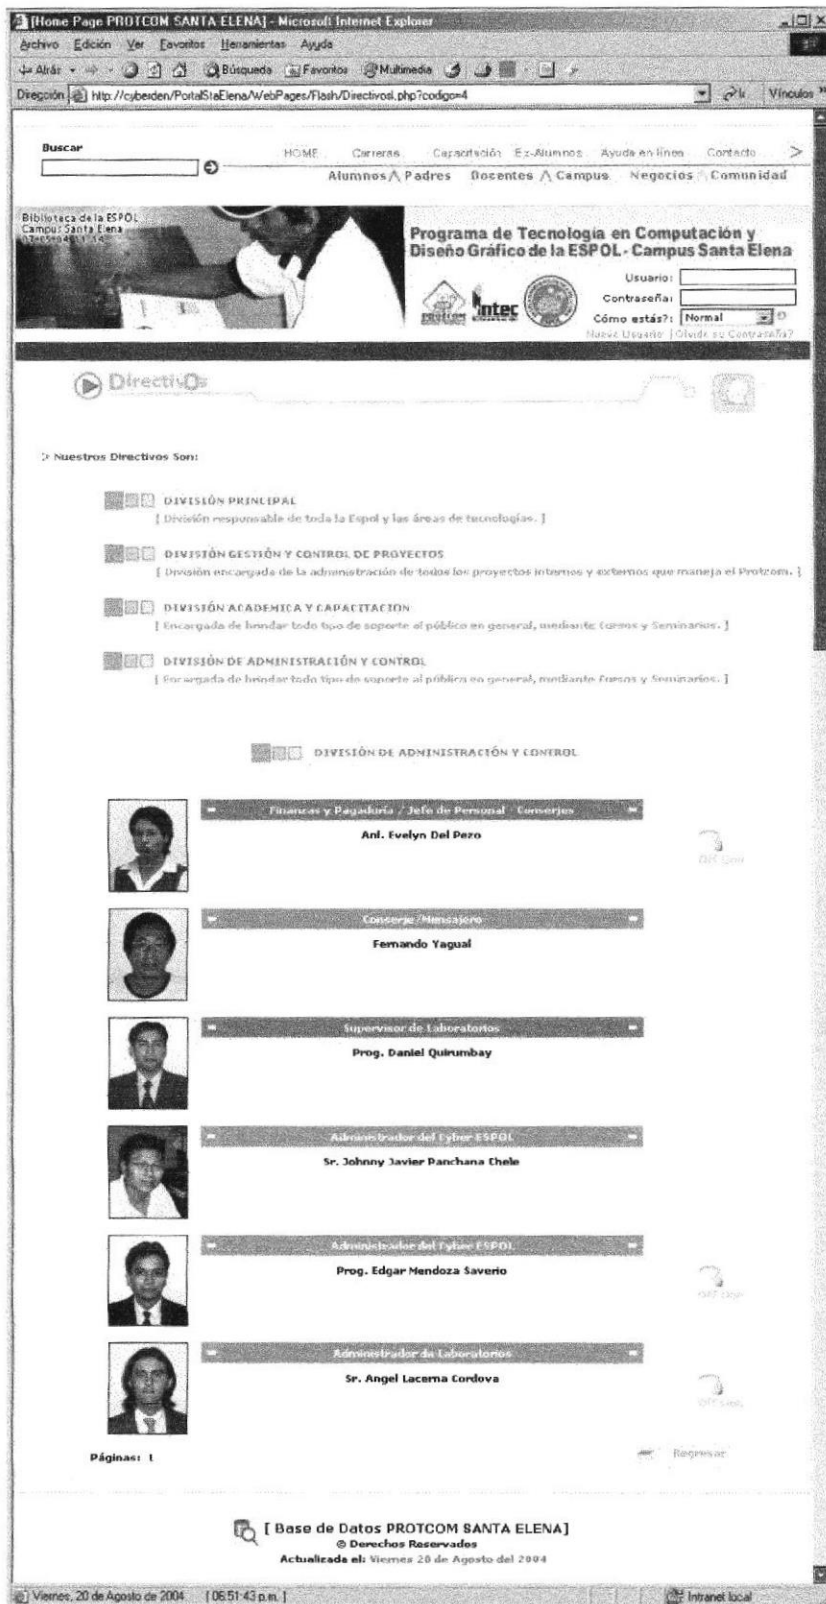 [Home Page PROTCOM SANTA ELENA] - Microsoft Internet Explorer
Archivo Edición Ver Favoritos Herramientas Ayuda
Atrás Búsqueda Favoritos Multimedia
Dirección http://cyberden/PortalStaElena/WebPages/Flash/Directivosl.php?codigo=4 Ir Vínculos »
Buscar
HOME Carreras Capacitación Ex-Alumnos Ayuda en línea Contacto >
Alumnos Padres Docentes Campus Negocios Comunidad
Biblioteca de la ESPOL
Campus Santa Elena
Programa de Tecnología en Computación y
Diseño Gráfico de la ESPOL - Campus Santa Elena
Usuario:
Contraseña:
Cómo estás?: Normal
Nuevo Usuario | Olvide su Contraseña?
PROTCOM intec
DirectivOs
> Nuestros Directivos Son:
DIVISIÓN PRINCIPAL
[ División responsable de toda la Espol y las áreas de tecnologías. ]
DIVISIÓN GESTIÓN Y CONTROL DE PROYECTOS
[ División encargada de la administración de todos los proyectos internos y externos que maneja el Protcom. ]
DIVISIÓN ACADEMICA Y CAPACITACION
[ Encargada de brindar todo tipo de soporte al público en general, mediante Cursos y Seminarios. ]
DIVISIÓN DE ADMINISTRACIÓN Y CONTROL
[ Encargada de brindar todo tipo de soporte al público en general, mediante Cursos y Seminarios. ]
DIVISIÓN DE ADMINISTRACIÓN Y CONTROL
Finanzas y Pagaduría / Jefe de Personal - Conserjes
Anl. Evelyn Del Pezo
Conserje/Mensajero
Fernando Yagual
Supervisor de Laboratorios
Prog. Daniel Quirumbay
Administrador del Cyber ESPOL
Sr. Johnny Javier Panchana Chele
Administrador del Cyber ESPOL
Prog. Edgar Mendoza Saverio
Administrador de Laboratorios
Sr. Angel Lacerna Cordova
Páginas: 1
Regresar
[ Base de Datos PROTCOM SANTA ELENA]
© Derechos Reservados
Actualizada el: Viernes 20 de Agosto del 2004
Viernes, 20 de Agosto de 2004 [ 06:51:43 p.m. ] Intranet local